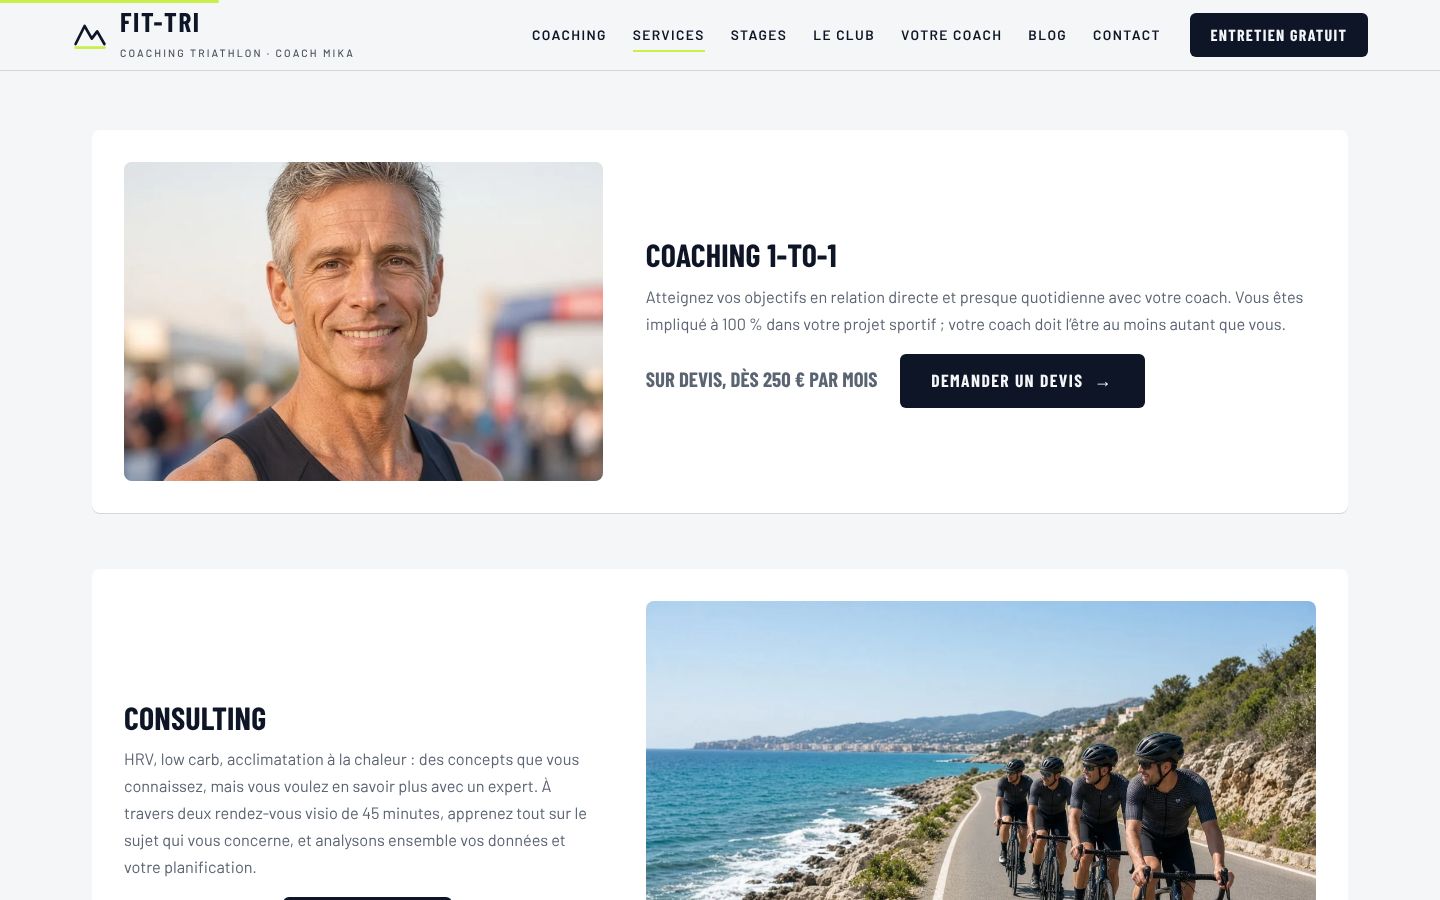 FIT-TRI
COACHING TRIATHLON · COACH MIKA
COACHING
SERVICES
STAGES
LE CLUB
VOTRE COACH
BLOG
CONTACT
ENTRETIEN GRATUIT
COACHING 1-TO-1
Atteignez vos objectifs en relation directe et presque quotidienne avec votre coach. Vous êtes
impliqué à 100 % dans votre projet sportif ; votre coach doit l'être au moins autant que vous.
SUR DEVIS, DÈS 250 € PAR MOIS
DEMANDER UN DEVIS →
CONSULTING
HRV, low carb, acclimatation à la chaleur : des concepts que vous
connaissez, mais vous voulez en savoir plus avec un expert. À
travers deux rendez-vous visio de 45 minutes, apprenez tout sur le
sujet qui vous concerne, et analysons ensemble vos données et
votre planification.